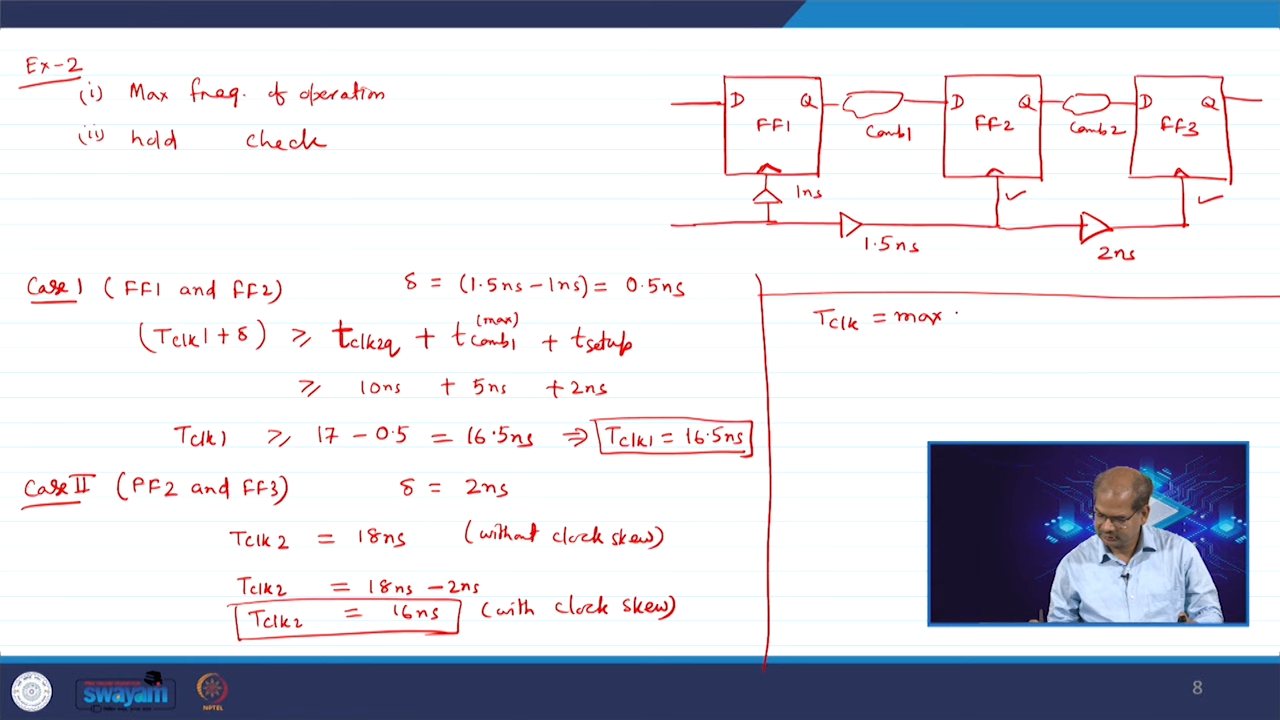 Ex-2
(i) Max freq. of operation
(ii) hold check
D Q
FF1
Comb1
D Q
FF2
Comb2
D Q
FF3
1ns
1.5ns
2ns
Case I (FF1 and FF2) δ = (1.5ns - 1ns) = 0.5ns
(Tclk1 + δ) ≥ tclk2q + tcomb1 (max) + tsetup
≥ 10ns + 5ns + 2ns
Tclk1 ≥ 17 - 0.5 = 16.5ns ⇒ Tclk1 = 16.5ns
Case II (FF2 and FF3) δ = 2ns
Tclk2 = 18ns (without clock skew)
Tclk2 = 18ns - 2ns
Tclk2 = 16ns (with clock skew)
Tclk = max
swayam
NPTEL
8